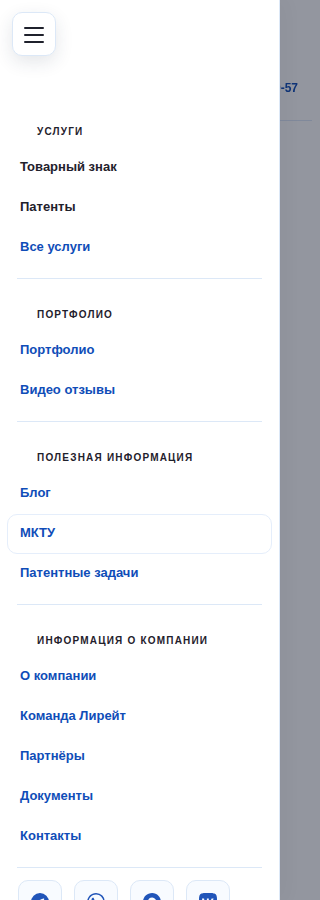 -57
УСЛУГИ
Товарный знак
Патенты
Все услуги
ПОРТФОЛИО
Портфолио
Видео отзывы
ПОЛЕЗНАЯ ИНФОРМАЦИЯ
Блог
МКТУ
Патентные задачи
ИНФОРМАЦИЯ О КОМПАНИИ
О компании
Команда Лирейт
Партнёры
Документы
Контакты